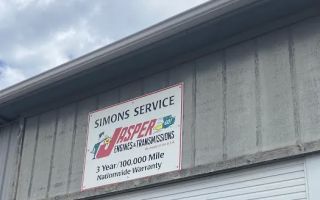 SIMONS SERVICE
JASPER
ENGINES & TRANSMISSIONS
3 Year/100,000 Mile
Nationwide Warranty